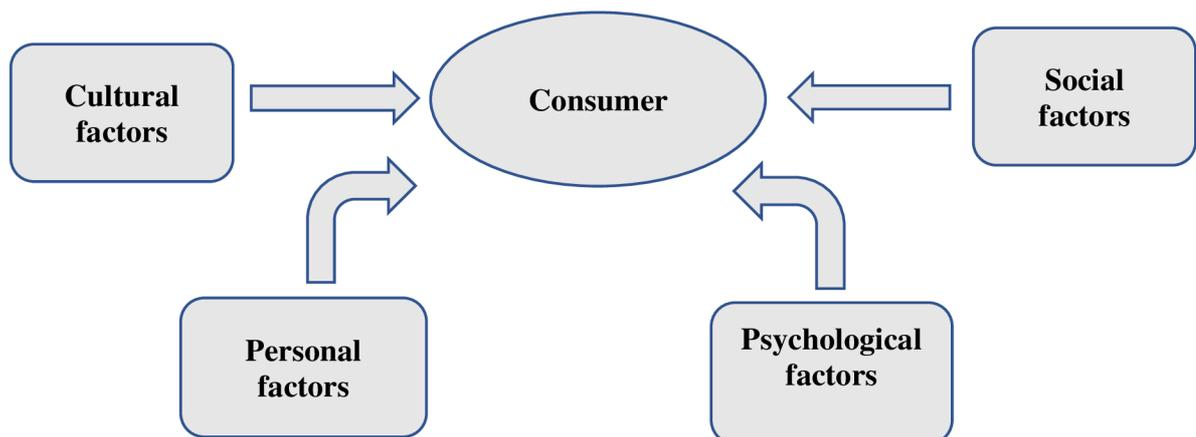 Cultural
factors
Consumer
Social
factors
Personal
factors
Psychological
factors